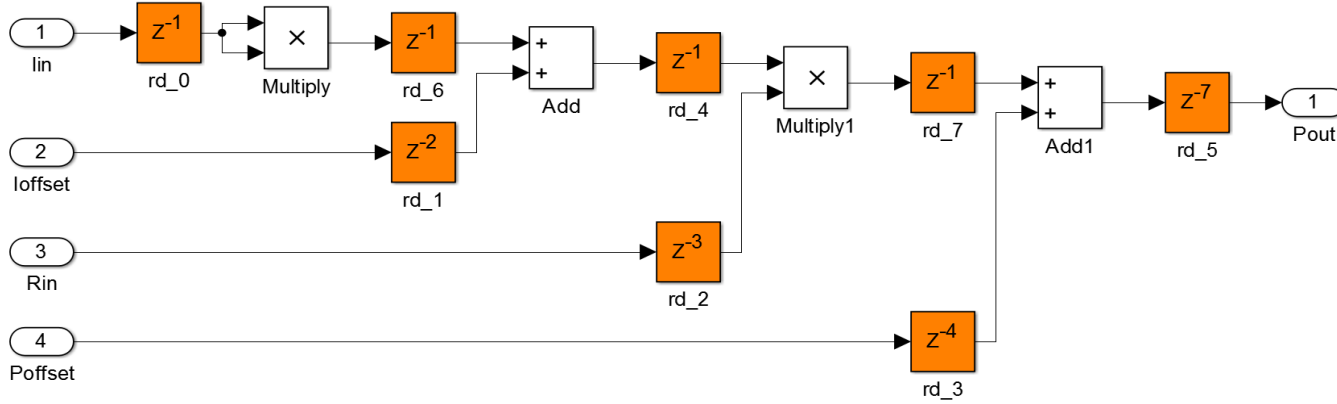 1
Iin
Z-1
rd_0
×
Multiply
Z-1
rd_6
+
+
Add
Z-1
rd_4
×
Multiply1
Z-1
rd_7
+
+
Add1
Z-7
rd_5
1
Pout
2
Ioffset
Z-2
rd_1
3
Rin
Z-3
rd_2
4
Poffset
Z-4
rd_3